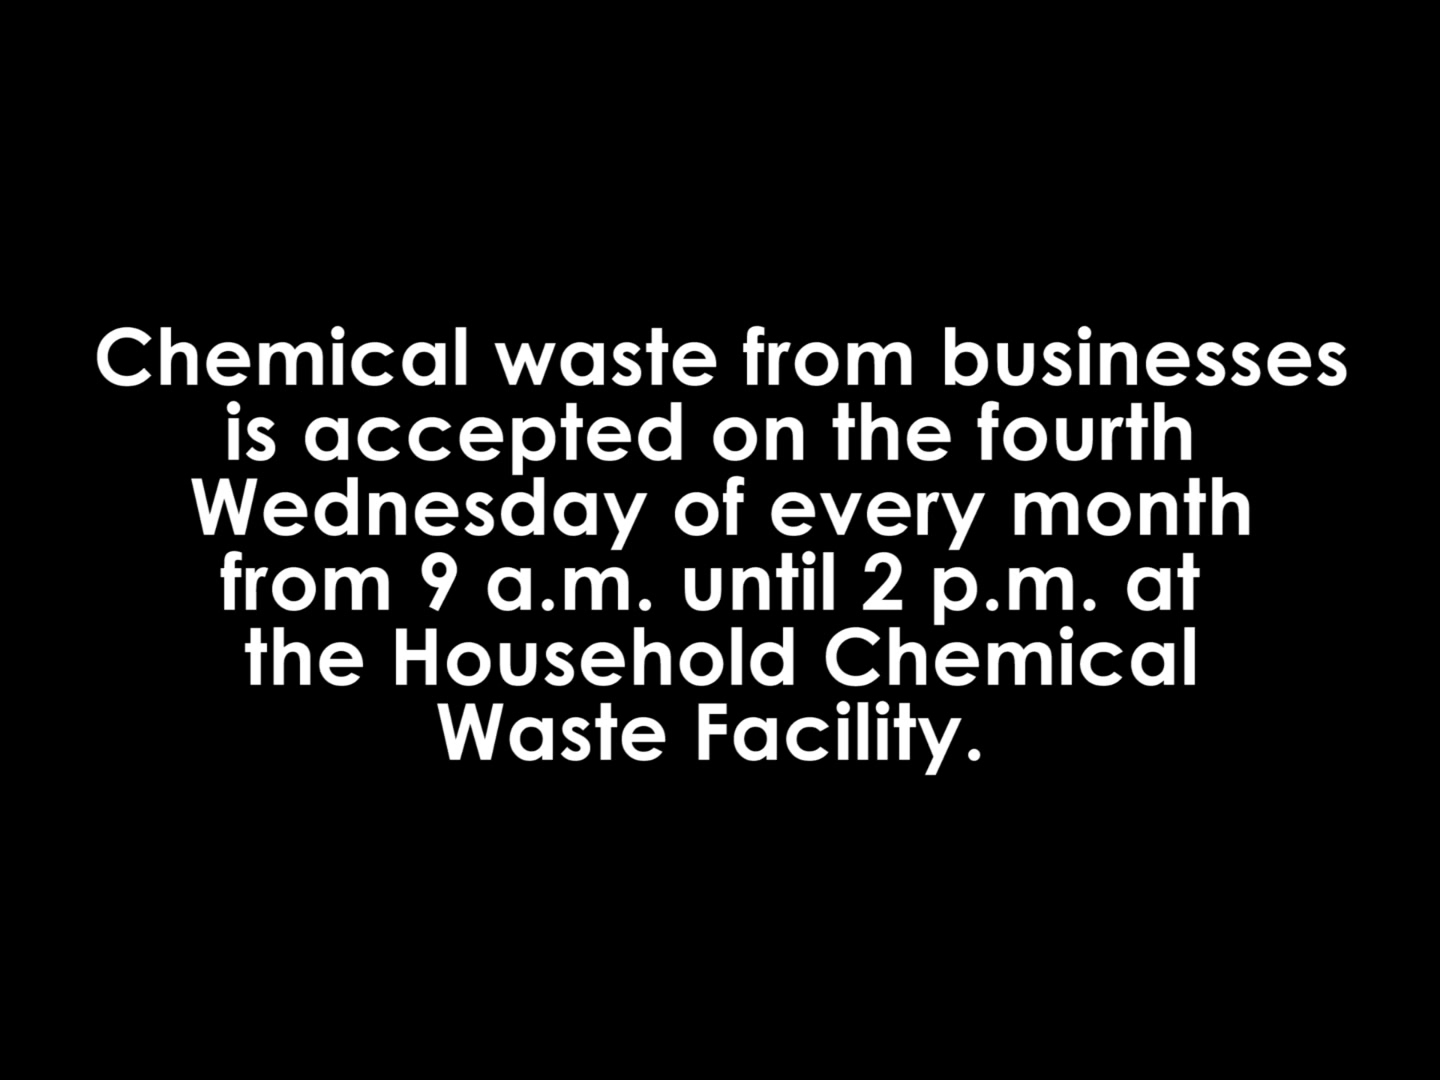 Chemical waste from businesses
is accepted on the fourth
Wednesday of every month
from 9 a.m. until 2 p.m. at
the Household Chemical
Waste Facility.